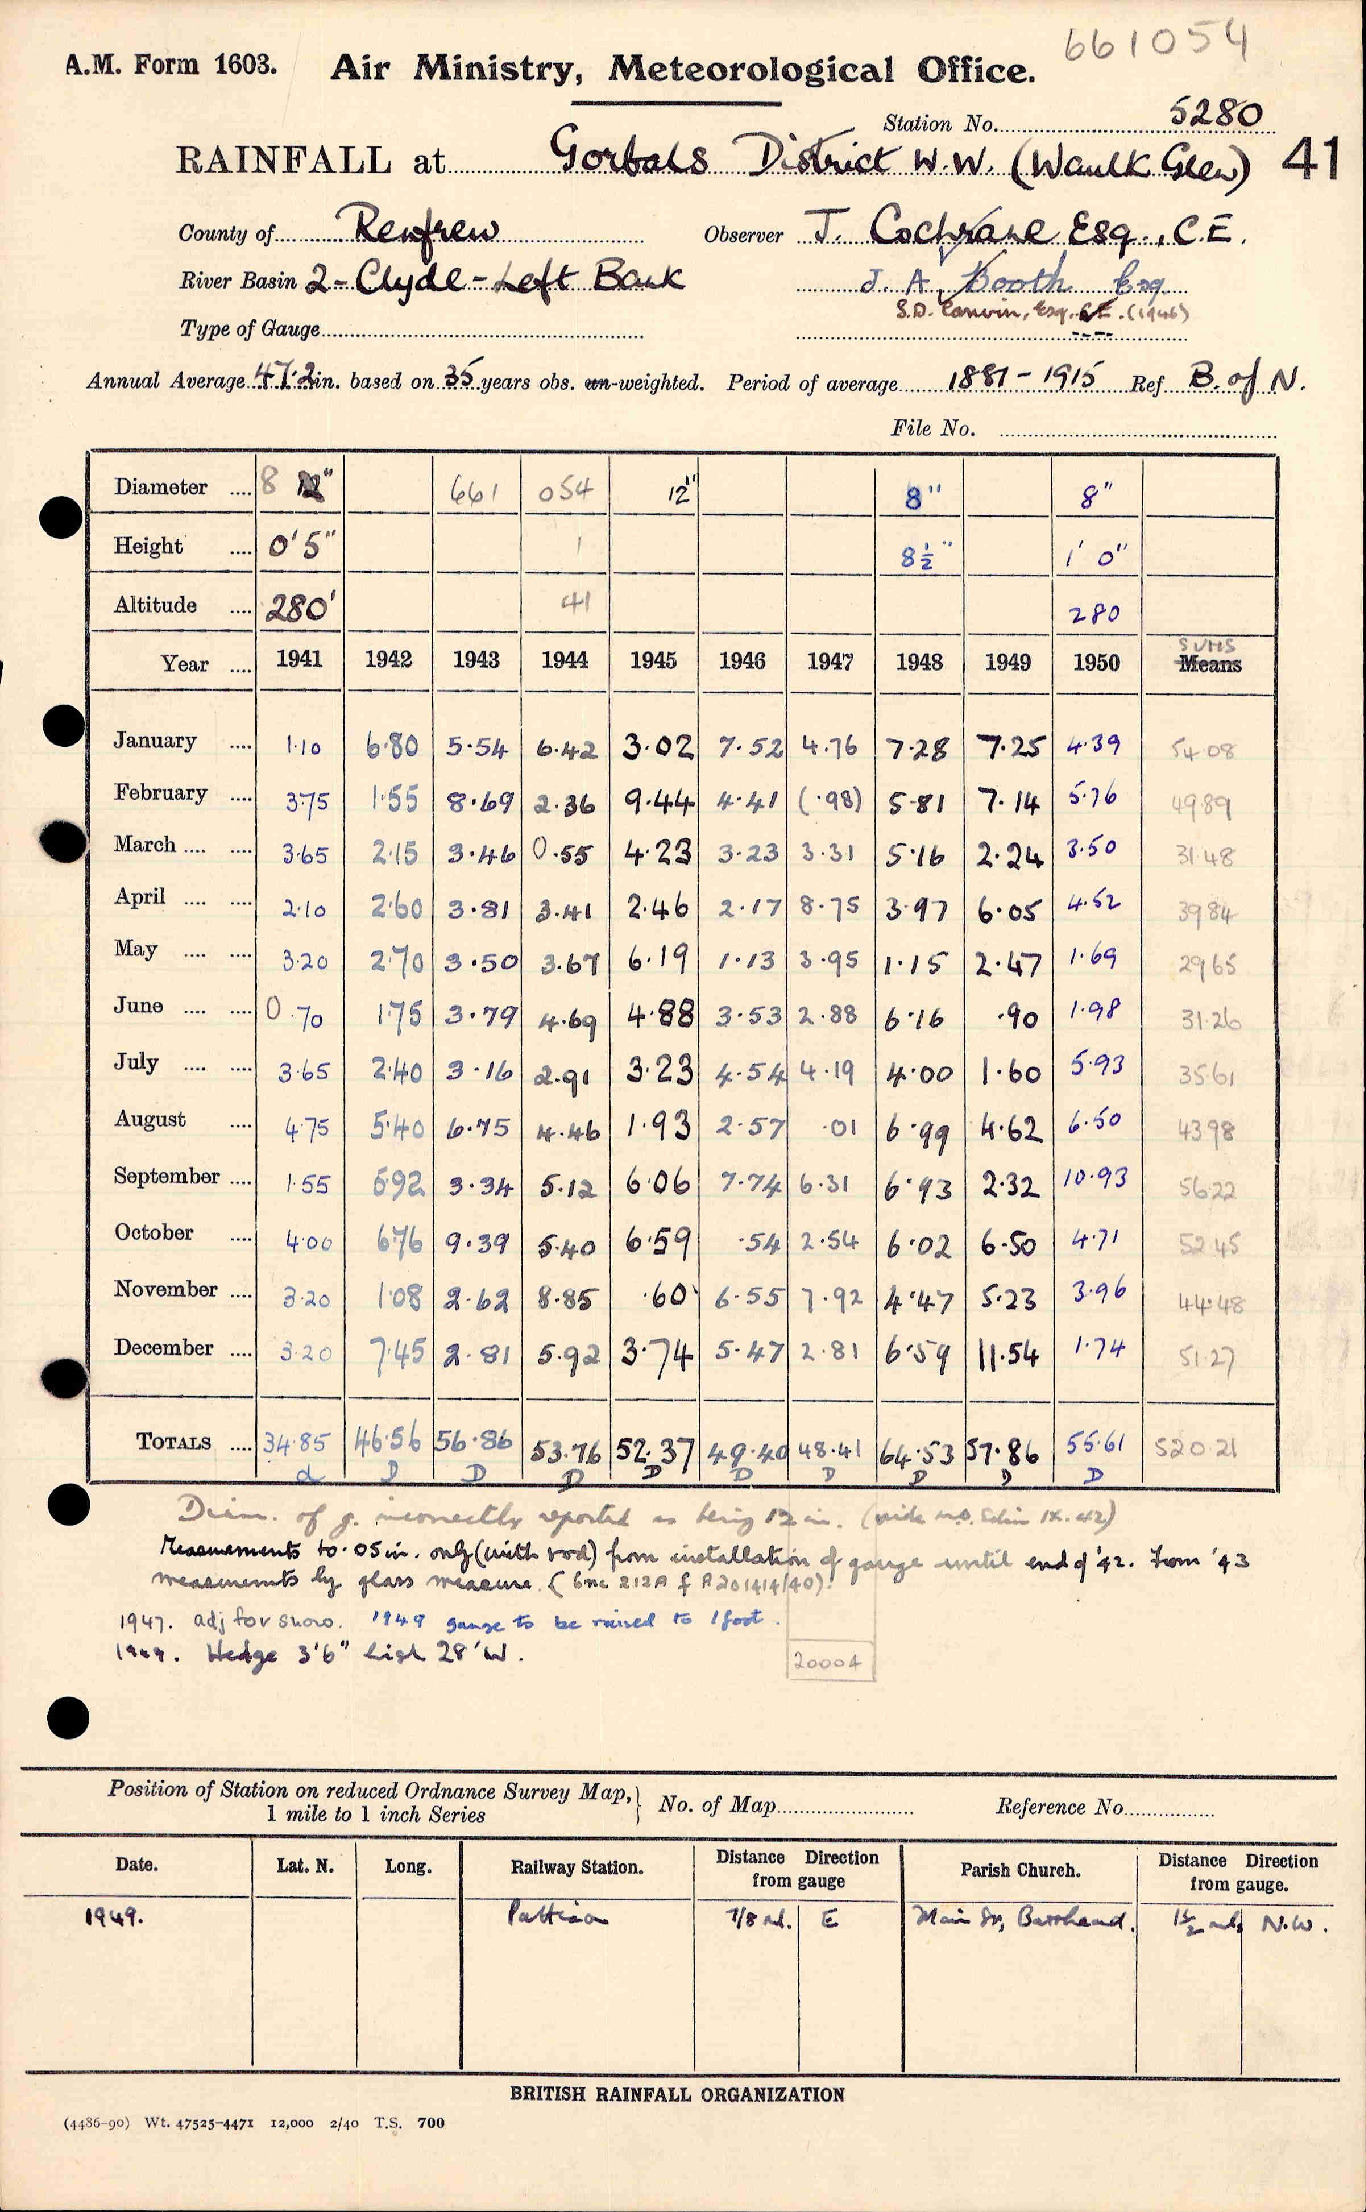 661054
A.M. Form 1603. Air Ministry, Meteorological Office.
Station No. 5280
RAINFALL at Gorbals District W.W. (Waulk Glen) 41
County of Renfrew Observer J. Cochrane Esq., C.E.
River Basin 2 - Clyde - Left Bank J. A. Booth Esq
S.D. Canvin, Esq. C.E. (1946)
Type of Gauge
Annual Average 47.2 in. based on 35 years obs. un-weighted. Period of average 1881 - 1915 Ref B. of N.
File No.
Diameter .... 8 12" 661 054 12" 8" 8"
Height .... 0'5" 1 8½" 1' 0"
Altitude .... 280' 41 280
SUMS
Year .... 1941 1942 1943 1944 1945 1946 1947 1948 1949 1950 Means
January .... 1.10 6.80 5.54 6.42 3.02 7.52 4.76 7.28 7.25 4.39 54.08
February .... 3.75 1.55 8.69 2.36 9.44 4.41 (.98) 5.81 7.14 5.76 49.89
March .... .... 3.65 2.15 3.46 0.55 4.23 3.23 3.31 5.16 2.24 3.50 31.48
April .... .... 2.10 2.60 3.81 3.41 2.46 2.17 8.75 3.97 6.05 4.52 39.84
May .... .... 3.20 2.70 3.50 3.67 6.19 1.13 3.95 1.15 2.47 1.69 29.65
June .... .... 0.70 1.75 3.79 4.69 4.88 3.53 2.88 6.16 .90 1.98 31.26
July .... .... 3.65 2.40 3.16 2.91 3.23 4.54 4.19 4.00 1.60 5.93 35.61
August .... 4.75 5.40 6.75 4.46 1.93 2.57 .01 6.99 4.62 6.50 43.98
September .... 1.55 5.92 3.34 5.12 6.06 7.74 6.31 6.93 2.32 10.93 56.22
October .... 4.00 6.76 9.39 5.40 6.59 .54 2.54 6.02 6.50 4.71 52.45
November .... 3.20 1.08 2.62 8.85 .60 6.55 7.92 4.47 5.23 3.96 44.48
December .... 3.20 7.45 2.81 5.92 3.74 5.47 2.81 6.59 11.54 1.74 51.27
TOTALS .... 34.85 46.56 56.86 53.76 52.37 49.40 48.41 64.53 57.86 55.61 520.21
d D D D D D D D D D
Diam. of g. incorrectly reported as being 12 in. (vide IX.42)
Measurements to .05 in. only (with rod) from installation of gauge until end of '42. From '43
measurements by glass measure. ( 212A f A201414/40).
1947. adj for snow. 1949 gauge to be raised to 1 foot.
1949. Hedge 3'6" high 28' W.
20004
Position of Station on reduced Ordnance Survey Map, 1 mile to 1 inch Series } No. of Map Reference No.
Date. Lat. N. Long. Railway Station. Distance Direction from gauge Parish Church. Distance Direction from gauge.
1949. Patterton 7/8 ml. E Main St, Barrhead. 1½ mls N.W.
BRITISH RAINFALL ORGANIZATION
(4486-90) Wt. 47525-4471 12,000 2/40 T.S. 700